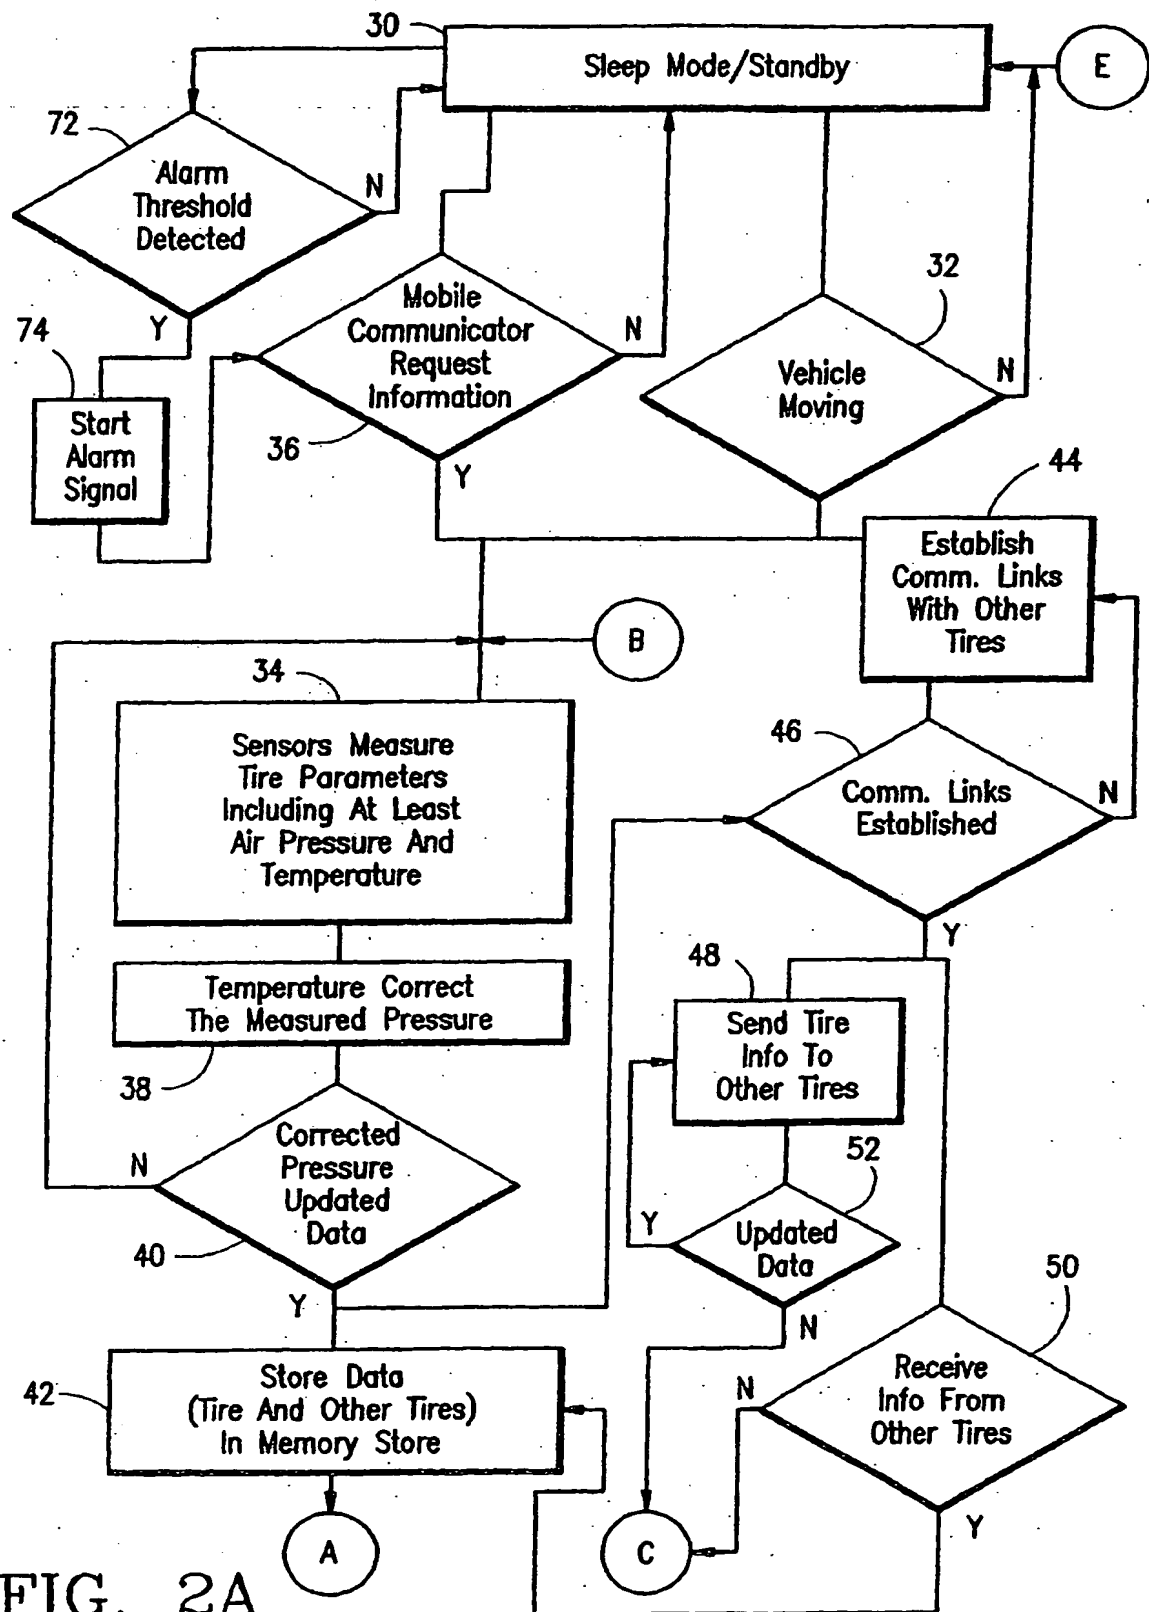 30
Sleep Mode/Standby
E
72
Alarm
Threshold
Detected
N
Y
74
Start
Alarm
Signal
Mobile
Communicator
Request
Information
N
36
Y
32
Vehicle
Moving
N
44
Establish
Comm. Links
With Other
Tires
B
34
Sensors Measure
Tire Parameters
Including At Least
Air Pressure And
Temperature
46
Comm. Links
Established
N
Y
Temperature Correct
The Measured Pressure
38
48
Send Tire
Info To
Other Tires
Corrected
Pressure
Updated
Data
N
40
Y
52
Updated
Data
Y
N
50
Receive
Info From
Other Tires
N
Y
42
Store Data
(Tire And Other Tires)
In Memory Store
A
C
FIG. 2A